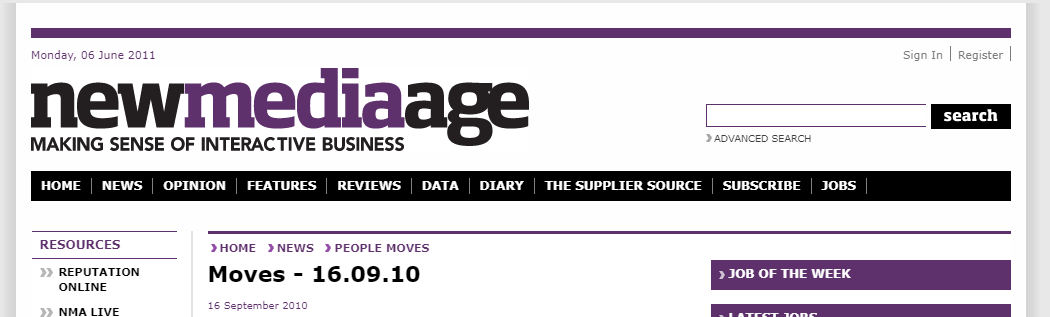 Monday, 06 June 2011
Sign In Register
newmediaage
MAKING SENSE OF INTERACTIVE BUSINESS
search
ADVANCED SEARCH
HOME NEWS OPINION FEATURES REVIEWS DATA DIARY THE SUPPLIER SOURCE SUBSCRIBE JOBS
RESOURCES
REPUTATION
ONLINE
NMA LIVE
HOME NEWS PEOPLE MOVES
Moves - 16.09.10
16 September 2010
JOB OF THE WEEK
LATEST JOBS